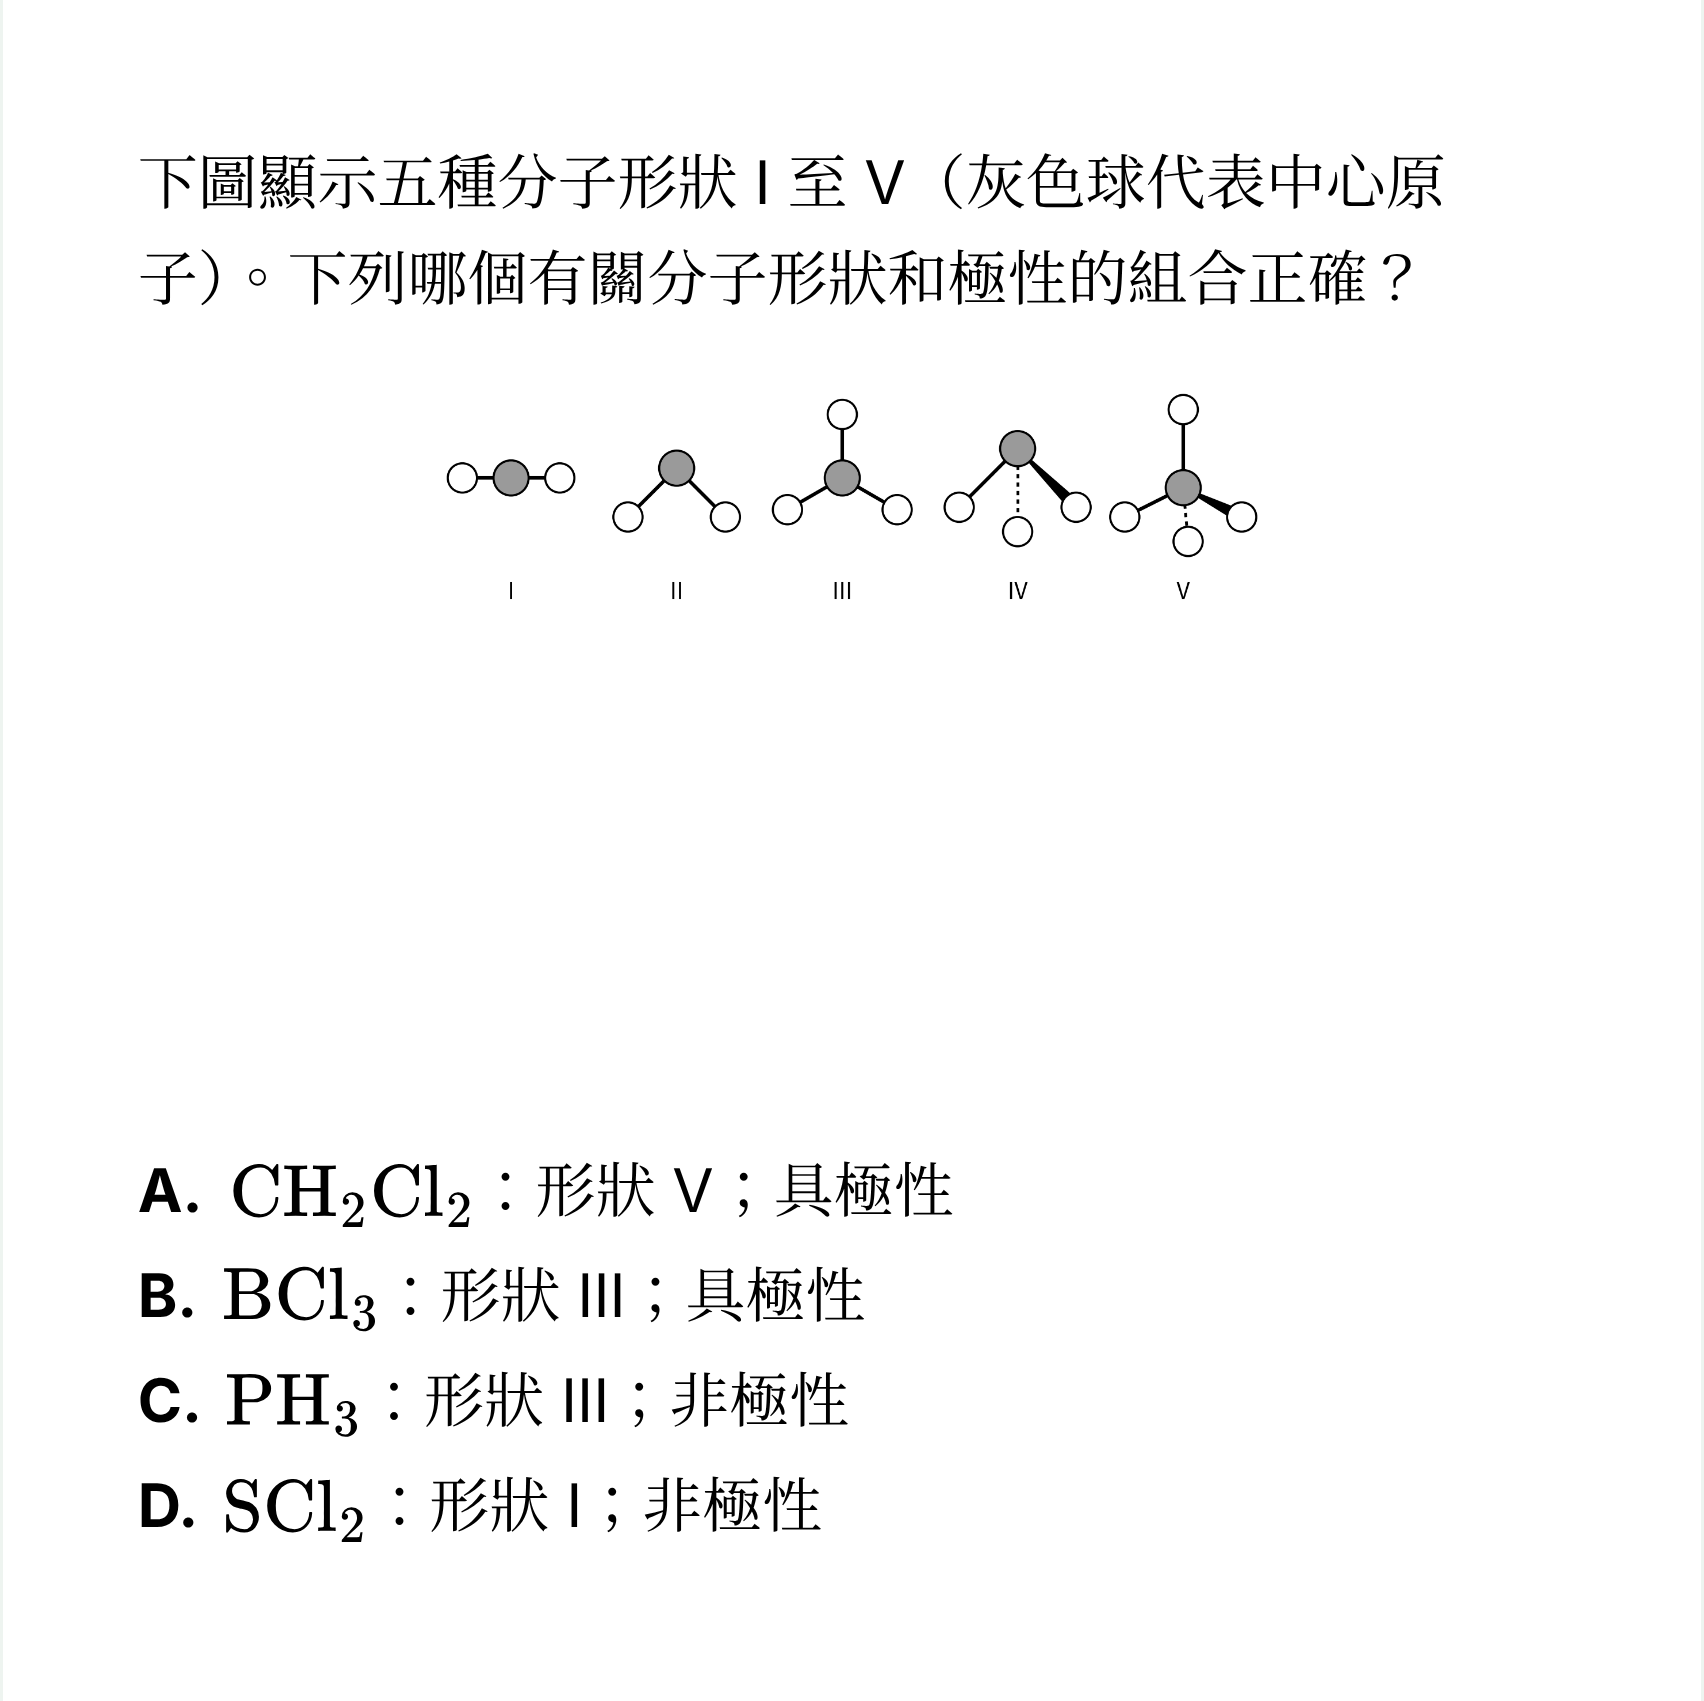 下圖顯示五種分子形狀 I 至 V（灰色球代表中心原
子）。下列哪個有關分子形狀和極性的組合正確？
I II III IV V
A. CH₂Cl₂：形狀 V；具極性
B. BCl₃：形狀 III；具極性
C. PH₃：形狀 III；非極性
D. SCl₂：形狀 I；非極性